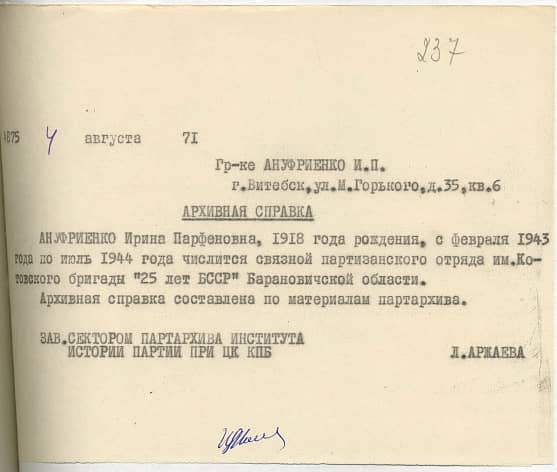 237
4875 4 августа 71
Гр-ке АНУФРИЕНКО И.П.
г.Витебск,ул.М.Горького,д.35,кв.6
АРХИВНАЯ СПРАВКА
АНУФРИЕНКО Ирина Парфеновна, 1918 года рождения, с февраля 1943
года по июль 1944 года числится связной партизанского отряда им.Ко-
товского бригады "25 лет БССР" Барановичской области.
Архивная справка составлена по материалам партархива.
ЗАВ.СЕКТОРОМ ПАРТАРХИВА ИНСТИТУТА
ИСТОРИИ ПАРТИИ ПРИ ЦК КПБ Л.АРЖАЕВА